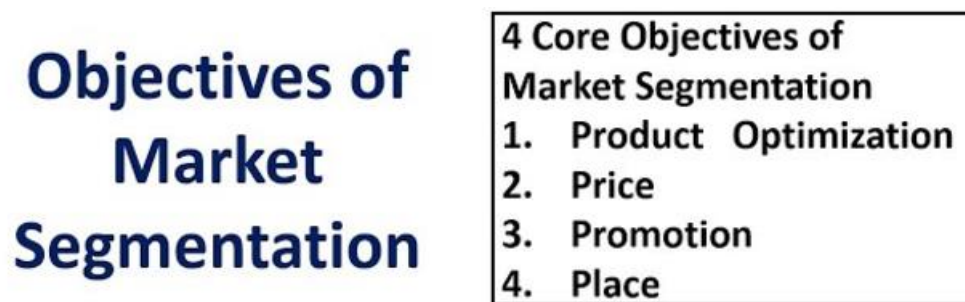 Objectives of
Market
Segmentation
4 Core Objectives of
Market Segmentation
1. Product Optimization
2. Price
3. Promotion
4. Place